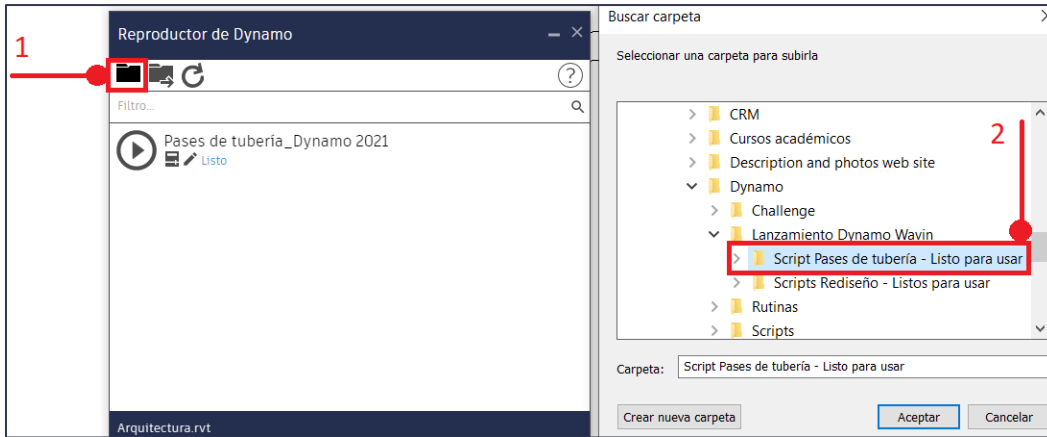 1
Reproductor de Dynamo
?
Filtro...
Pases de tubería_Dynamo 2021
Listo
Arquitectura.rvt
Buscar carpeta
Seleccionar una carpeta para subirla
CRM
Cursos académicos
2
Description and photos web site
Dynamo
Challenge
Lanzamiento Dynamo Wavin
Script Pases de tubería - Listo para usar
Scripts Rediseño - Listos para usar
Rutinas
Scripts
Carpeta: Script Pases de tubería - Listo para usar
Crear nueva carpeta Aceptar Cancelar